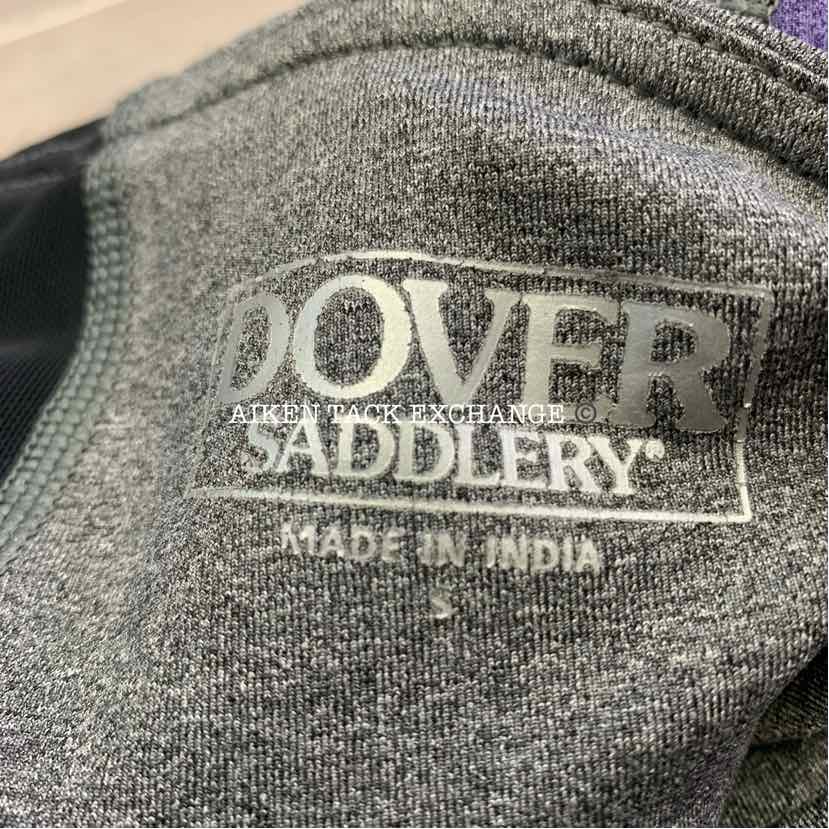 DOVER
AIKEN TACK EXCHANGE ©
SADDLERY®
MADE IN INDIA
S